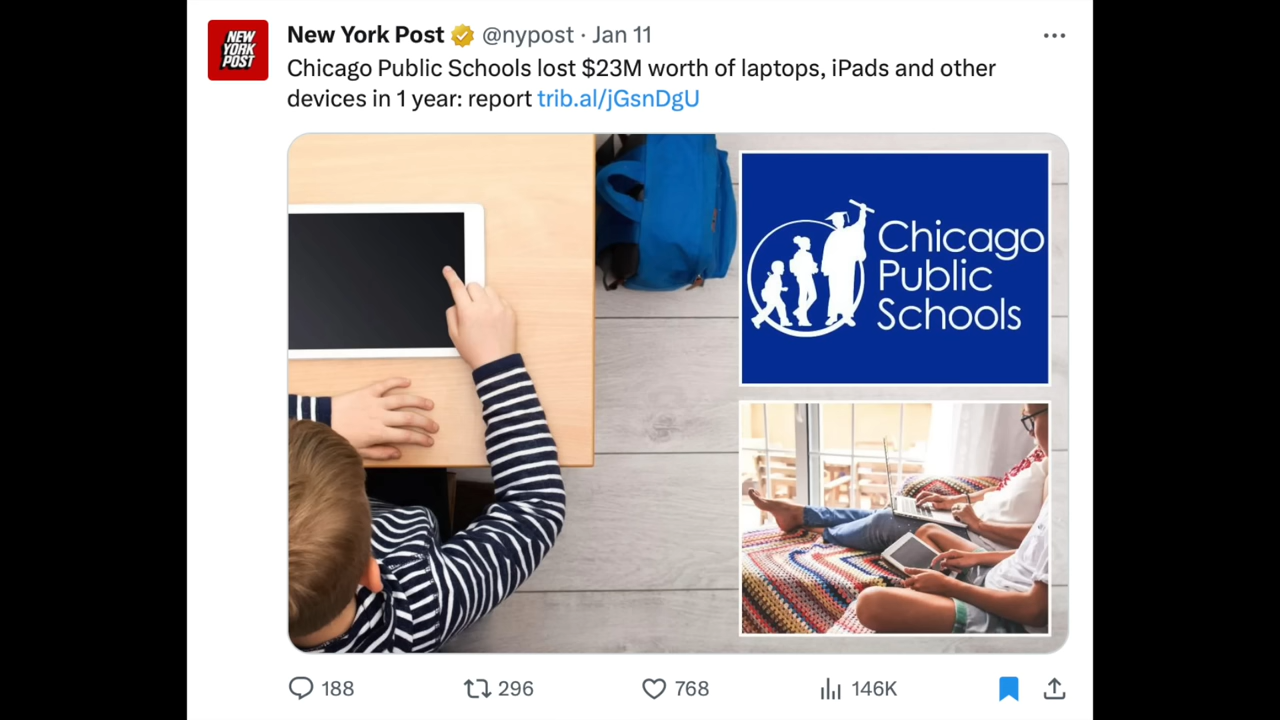 NEW
YORK
POST
New York Post @nypost · Jan 11
Chicago Public Schools lost $23M worth of laptops, iPads and other
devices in 1 year: report trib.al/jGsnDgU
Chicago
Public
Schools
188 296 768 146K